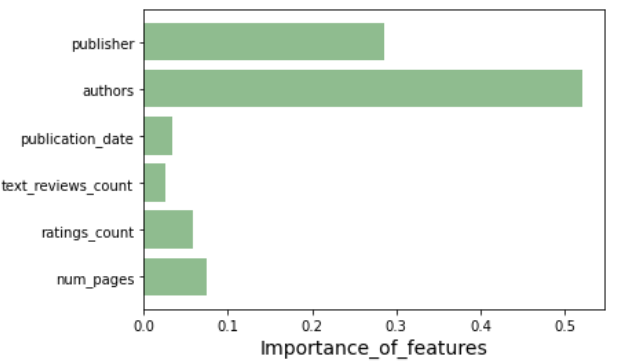 publisher
authors
publication_date
text_reviews_count
ratings_count
num_pages
0.0 0.1 0.2 0.3 0.4 0.5
Importance_of_features